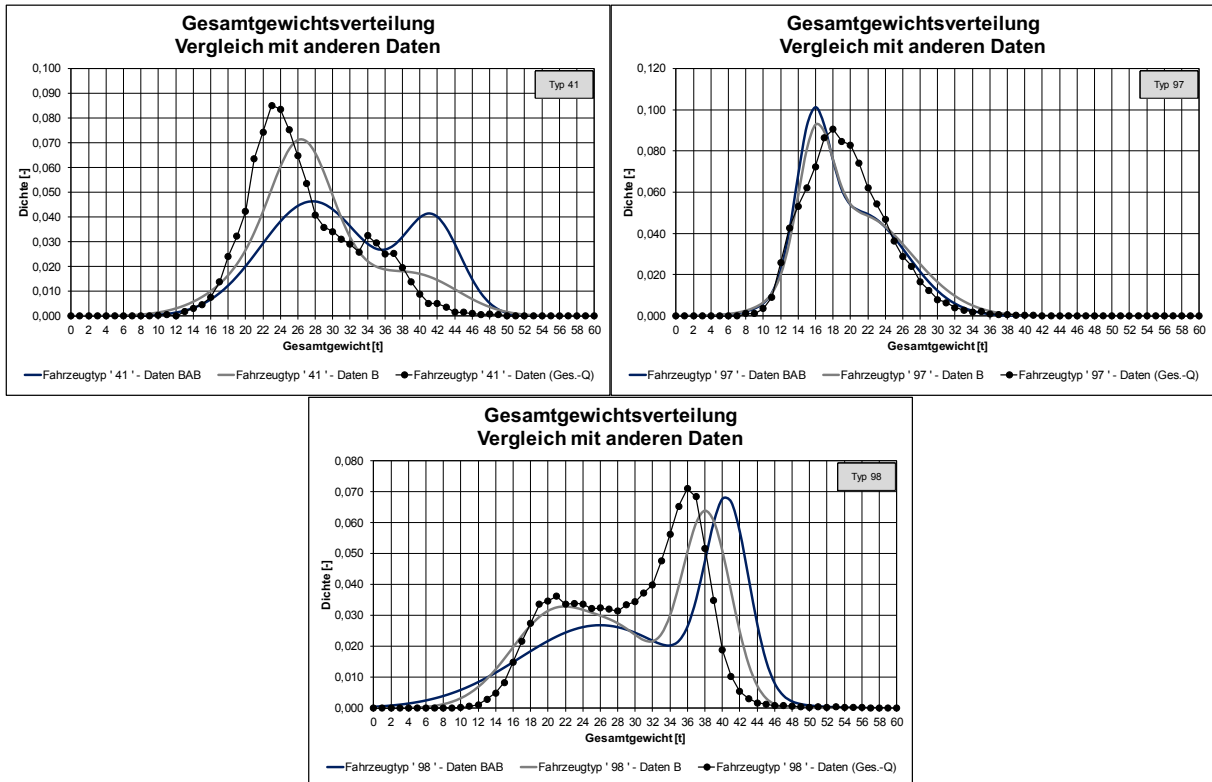 Gesamtgewichtsverteilung
Vergleich mit anderen Daten
Typ 41
Dichte [-]
0,100
0,090
0,080
0,070
0,060
0,050
0,040
0,030
0,020
0,010
0,000
0 2 4 6 8 10 12 14 16 18 20 22 24 26 28 30 32 34 36 38 40 42 44 46 48 50 52 54 56 58 60
Gesamtgewicht [t]
Fahrzeugtyp ' 41 ' - Daten BAB Fahrzeugtyp ' 41 ' - Daten B Fahrzeugtyp ' 41 ' - Daten (Ges.-Q)
Gesamtgewichtsverteilung
Vergleich mit anderen Daten
Typ 97
Dichte [-]
0,120
0,100
0,080
0,060
0,040
0,020
0,000
0 2 4 6 8 10 12 14 16 18 20 22 24 26 28 30 32 34 36 38 40 42 44 46 48 50 52 54 56 58 60
Gesamtgewicht [t]
Fahrzeugtyp ' 97 ' - Daten BAB Fahrzeugtyp ' 97 ' - Daten B Fahrzeugtyp ' 97 ' - Daten (Ges.-Q)
Gesamtgewichtsverteilung
Vergleich mit anderen Daten
Typ 98
Dichte [-]
0,080
0,070
0,060
0,050
0,040
0,030
0,020
0,010
0,000
0 2 4 6 8 10 12 14 16 18 20 22 24 26 28 30 32 34 36 38 40 42 44 46 48 50 52 54 56 58 60
Gesamtgewicht [t]
Fahrzeugtyp ' 98 ' - Daten BAB Fahrzeugtyp ' 98 ' - Daten B Fahrzeugtyp ' 98 ' - Daten (Ges.-Q)